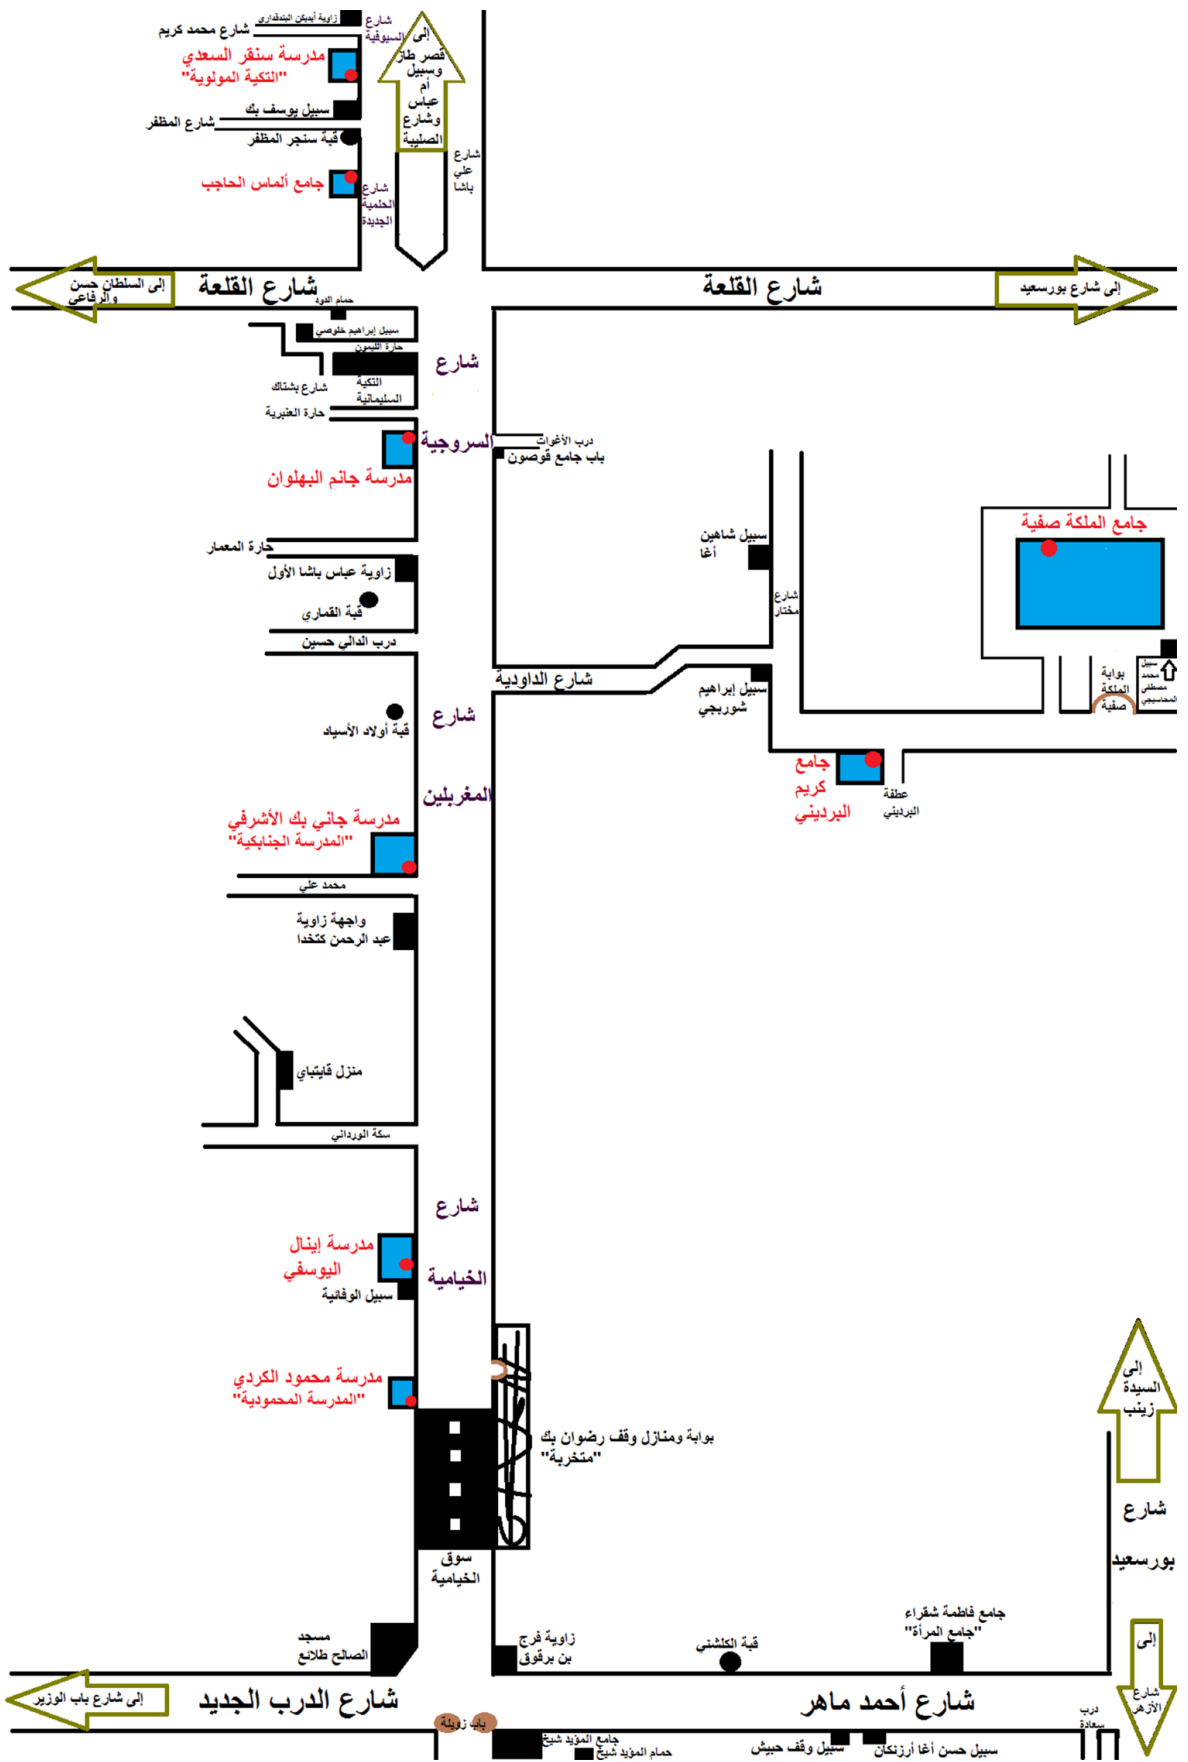 زاوية أيدكين البندقداري
شارع
السيوفية
شارع محمد كريم
مدرسة سنقر السعدي
"التكية المولوية"
إلى
قصر طاز
وسبيل
أم
عباس
وشارع
الصليبة
سبيل يوسف بك
شارع المظفر
قبة سنجر المظفر
شارع
علي
باشا
جامع ألماس الحاجب
شارع
الحلمية
الجديدة
إلى السلطان حسن
والرفاعي
شارع القلعة
شارع القلعة
إلى شارع بورسعيد
حمام الدود
سبيل إبراهيم خلوصي
حارة الليمون
شارع
التكية
السليمانية
شارع بشتاك
حارة العنبرية
السروجية
درب الأغوات
باب جامع قوصون
مدرسة جانم البهلوان
جامع الملكة صفية
سبيل شاهين
أغا
حارة المعمار
زاوية عباس باشا الأول
قبة القماري
شارع
مختار
درب الدالي حسين
شارع الداودية
سبيل إبراهيم
شوربجي
بوابة
الملكة
صفية
سبيل
محمد
مصطفى
المحاسبجي
شارع
قبة أولاد الأسياد
المغربلين
جامع
كريم
البرديني
عطفة
البرديني
مدرسة جاني بك الأشرفي
"المدرسة الجنابكية"
محمد علي
واجهة زاوية
عبد الرحمن كتخدا
منزل قايتباي
سكة الورداني
شارع
الخيامية
مدرسة إينال
اليوسفي
سبيل الوفائية
مدرسة محمود الكردي
"المدرسة المحمودية"
بوابة ومنازل وقف رضوان بك
"متخربة"
إلى
السيدة
زينب
شارع
بورسعيد
سوق
الخيامية
مسجد
الصالح طلائع
زاوية فرج
بن برقوق
قبة الكلشني
جامع فاطمة شقراء
"جامع المرأة"
إلى
شارع
الأزهر
إلى شارع باب الوزير
شارع الدرب الجديد
شارع أحمد ماهر
باب زويلة
درب
سعادة
جامع المؤيد شيخ
حمام المؤيد شيخ
سبيل وقف حبيش
سبيل حسن أغا أرزنكان